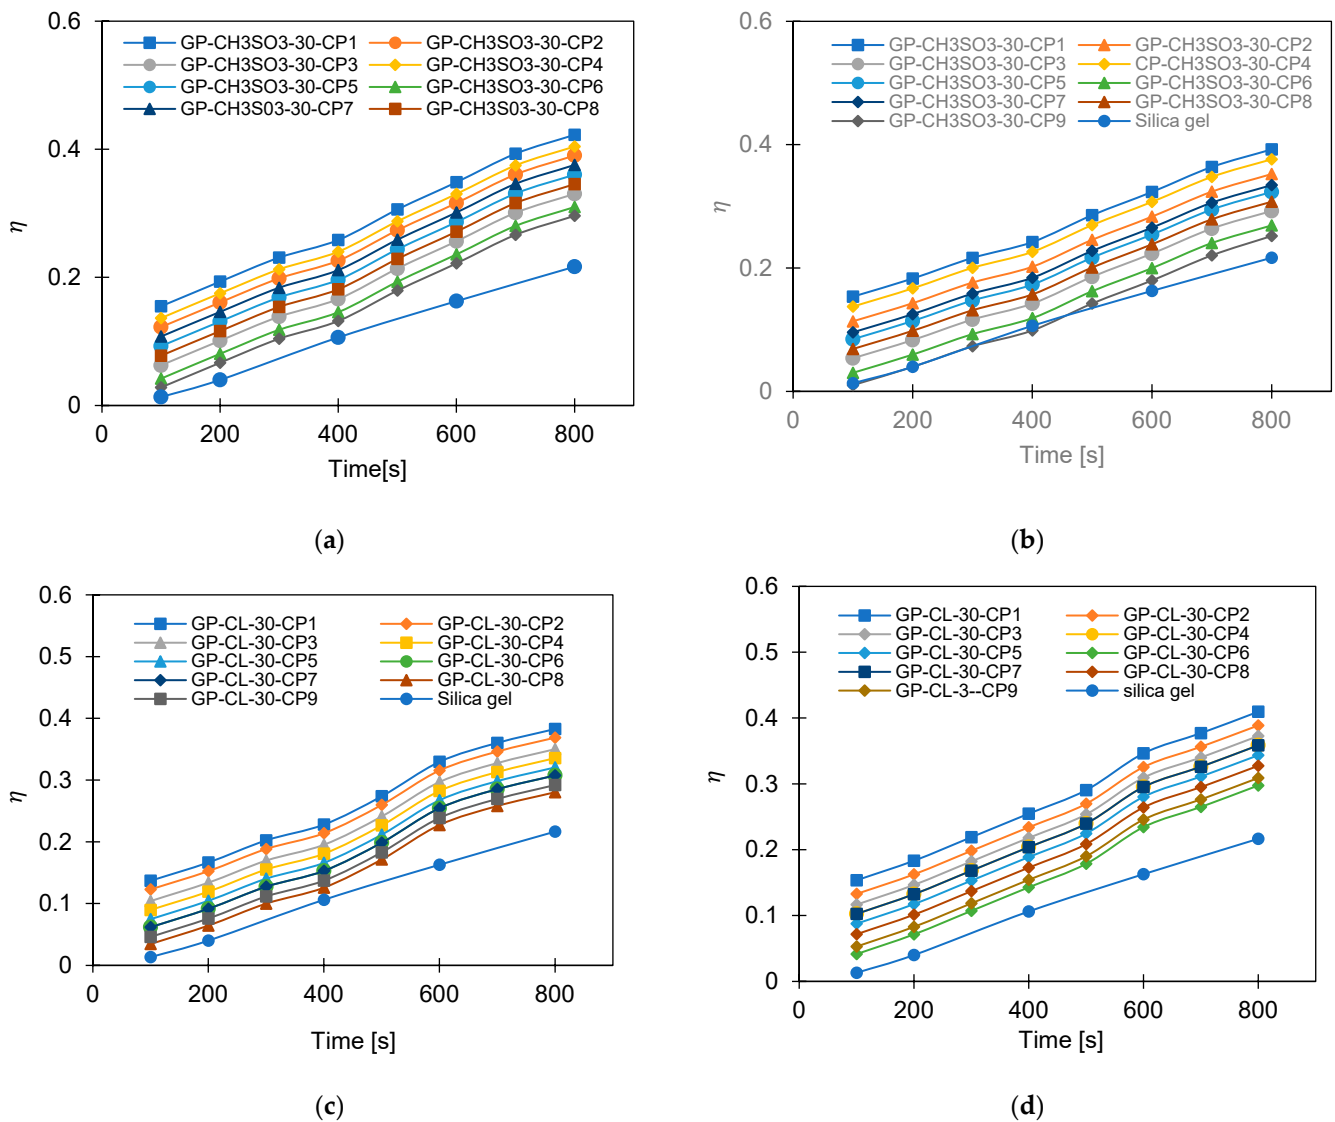 0.6
GP-CH3SO3-30-CP1 GP-CH3SO3-30-CP2
GP-CH3SO3-30-CP3 GP-CH3SO3-30-CP4
GP-CH3SO3-30-CP5 GP-CH3SO3-30-CP6
GP-CH3S03-30-CP7 GP-CH3S03-30-CP8
0.4
η
0.2
0
0 200 400 600 800
Time[s]
(a)
0.6
GP-CH3SO3-30-CP1 GP-CH3SO3-30-CP2
GP-CH3SO3-30-CP3 CP-CH3SO3-30-CP4
GP-CH3SO3-30-CP5 GP-CH3SO3-30-CP6
GP-CH3SO3-30-CP7 GP-CH3SO3-30-CP8
GP-CH3SO3-30-CP9 Silica gel
0.4
η
0.2
0
0 200 400 600 800
Time [s]
(b)
0.6
GP-CL-30-CP1 GP-CL-30-CP2
GP-CL-30-CP3 GP-CL-30-CP4
GP-CL-30-CP5 GP-CL-30-CP6
GP-CL-30-CP7 GP-CL-30-CP8
GP-CL-30-CP9 Silica gel
0.5
0.4
0.3
η
0.2
0.1
0
0 200 400 600 800
Time [s]
(c)
0.6
GP-CL-30-CP1 GP-CL-30-CP2
GP-CL-30-CP3 GP-CL-30-CP4
GP-CL-30-CP5 GP-CL-30-CP6
GP-CL-30-CP7 GP-CL-30-CP8
GP-CL-3--CP9 silica gel
0.5
0.4
0.3
η
0.2
0.1
0
0 200 400 600 800
Time [s]
(d)